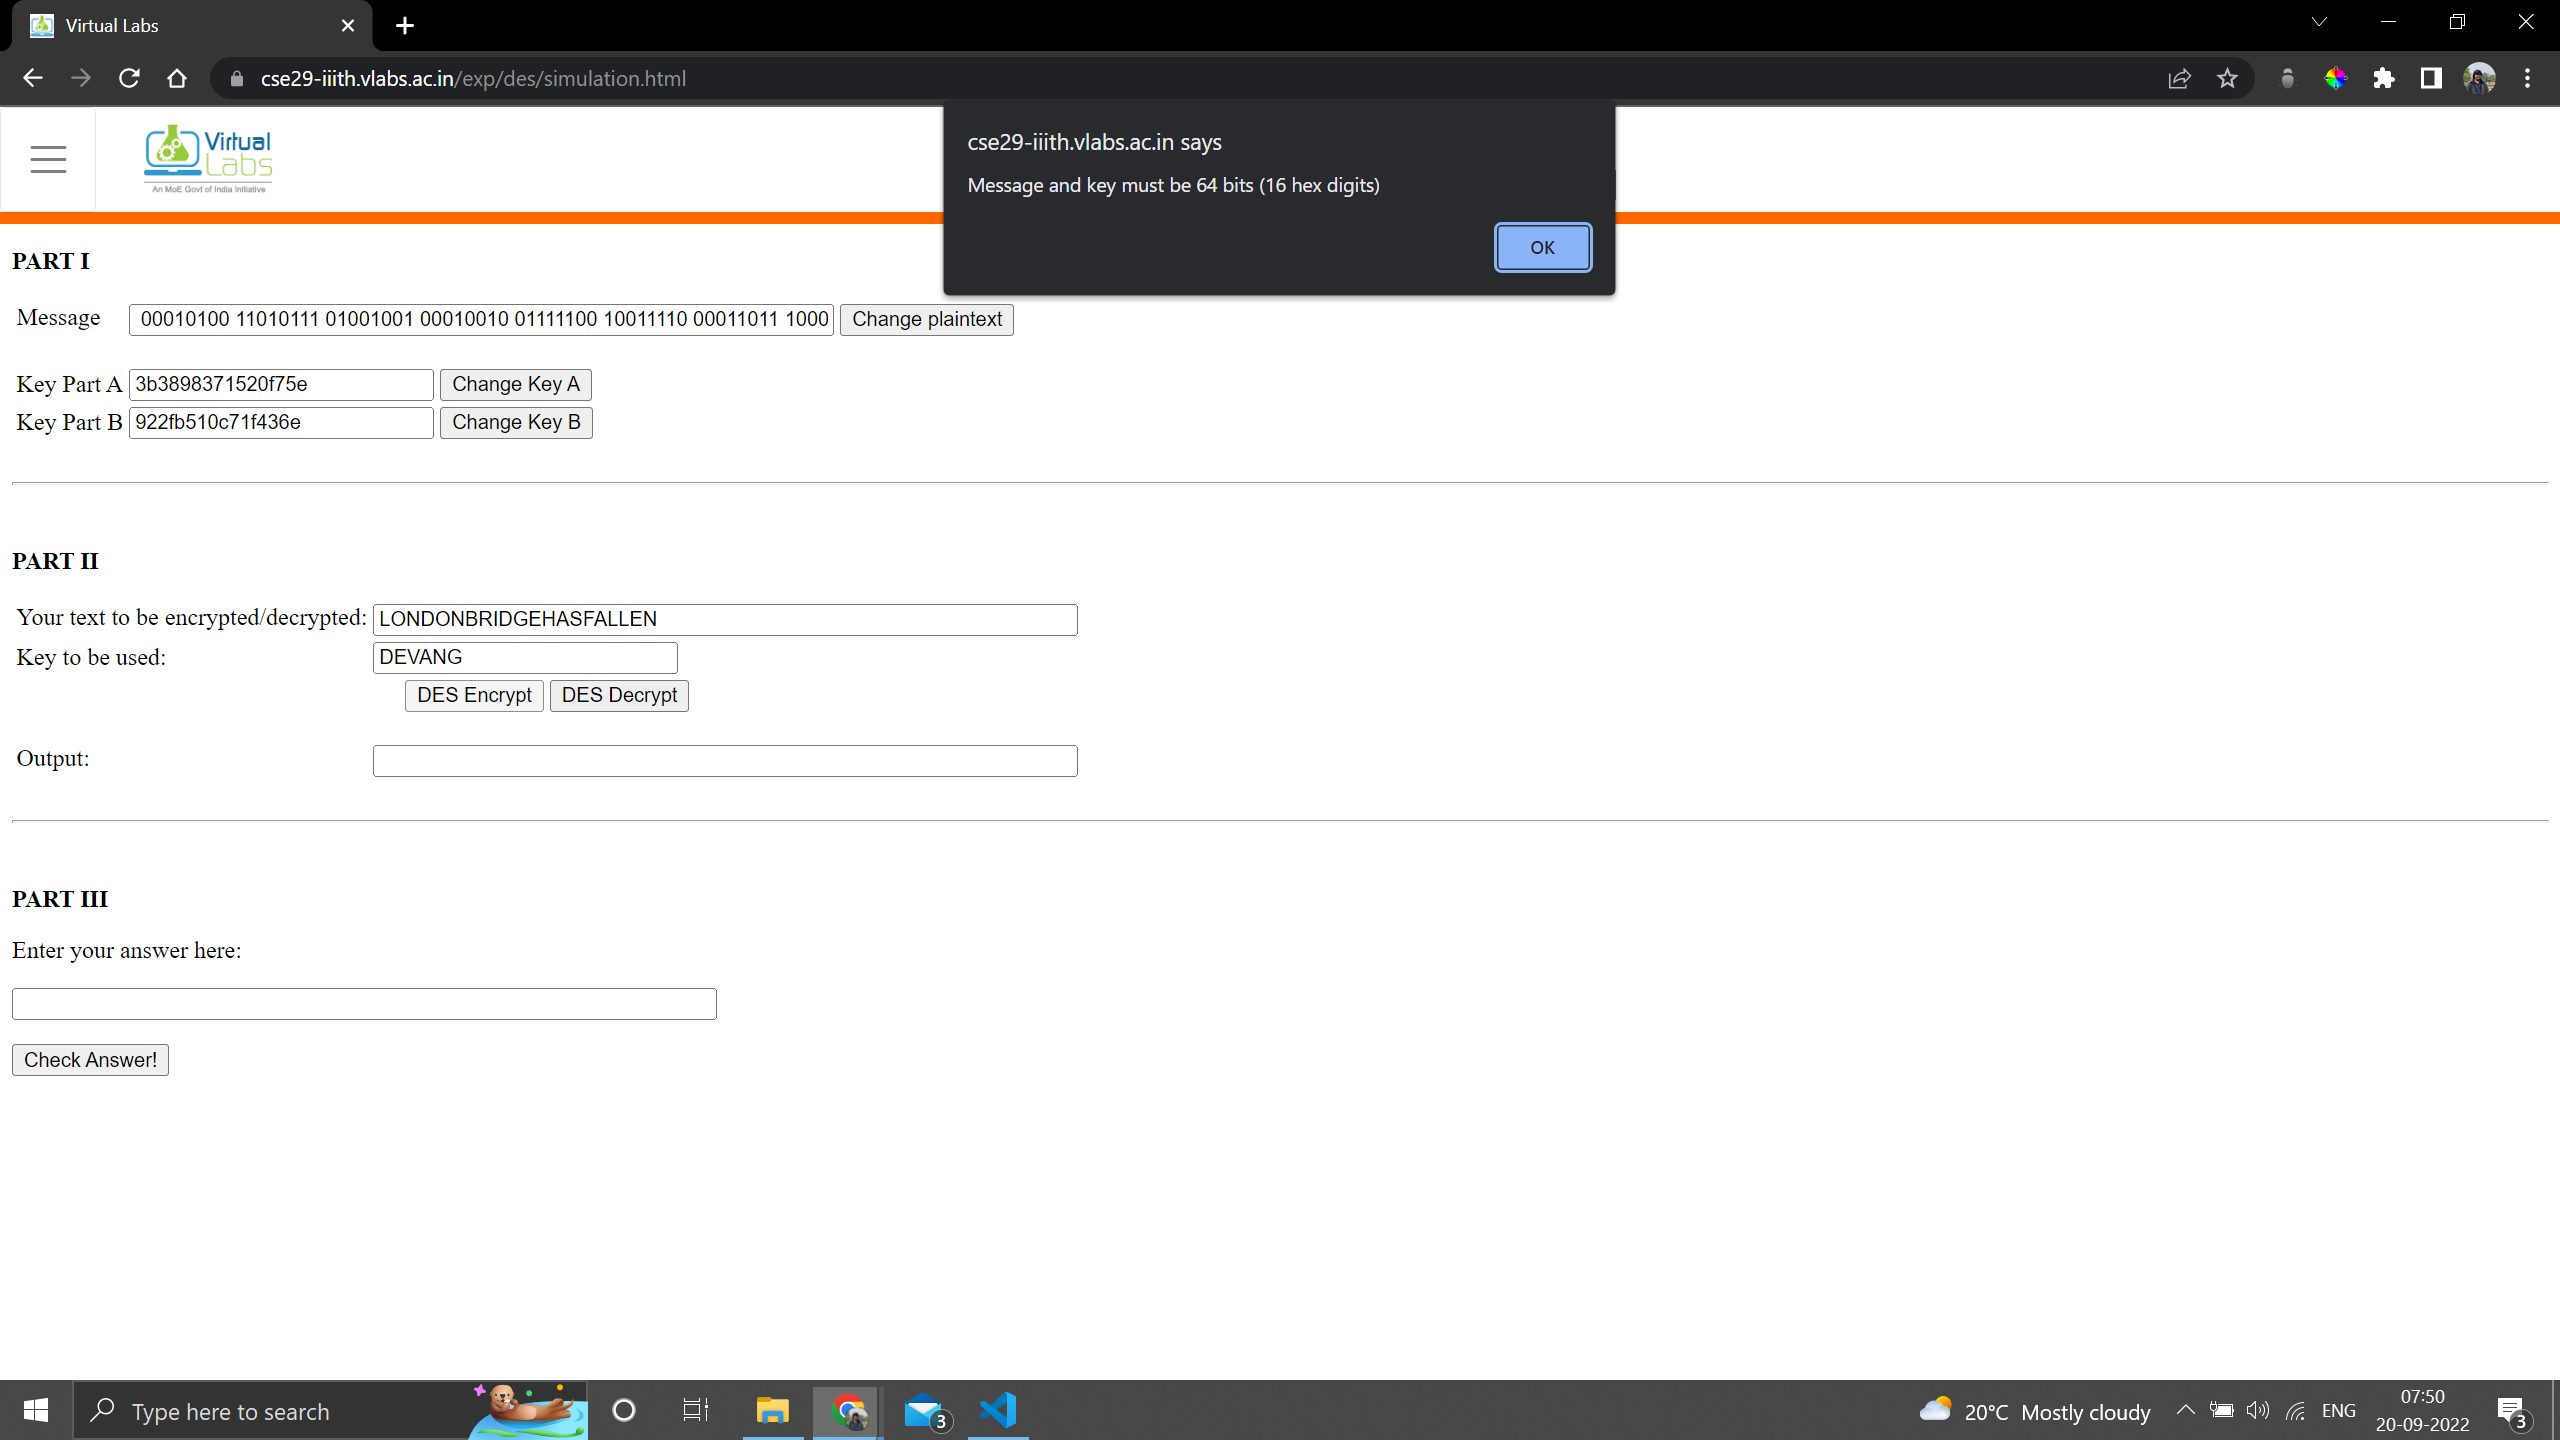 Virtual Labs
cse29-iiith.vlabs.ac.in/exp/des/simulation.html
Virtual
Labs
An MoE Govt of India Initiative
cse29-iiith.vlabs.ac.in says
Message and key must be 64 bits (16 hex digits)
OK
PART I
Message 00010100 11010111 01001001 00010010 01111100 10011110 00011011 1000 Change plaintext
Key Part A 3b3898371520f75e Change Key A
Key Part B 922fb510c71f436e Change Key B
PART II
Your text to be encrypted/decrypted: LONDONBRIDGEHASFALLEN
Key to be used: DEVANG
DES Encrypt DES Decrypt
Output:
PART III
Enter your answer here:
Check Answer!
Type here to search
3
20°C Mostly cloudy
ENG
07:50
20-09-2022
3